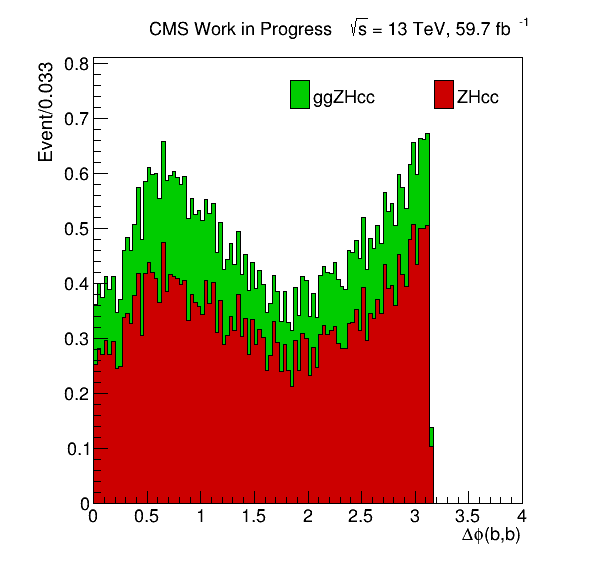 CMS Work in Progress √s = 13 TeV, 59.7 fb⁻¹
Event/0.033
ggZHcc ZHcc
0.8
0.7
0.6
0.5
0.4
0.3
0.2
0.1
0
0 0.5 1 1.5 2 2.5 3 3.5 4
Δϕ(b,b)